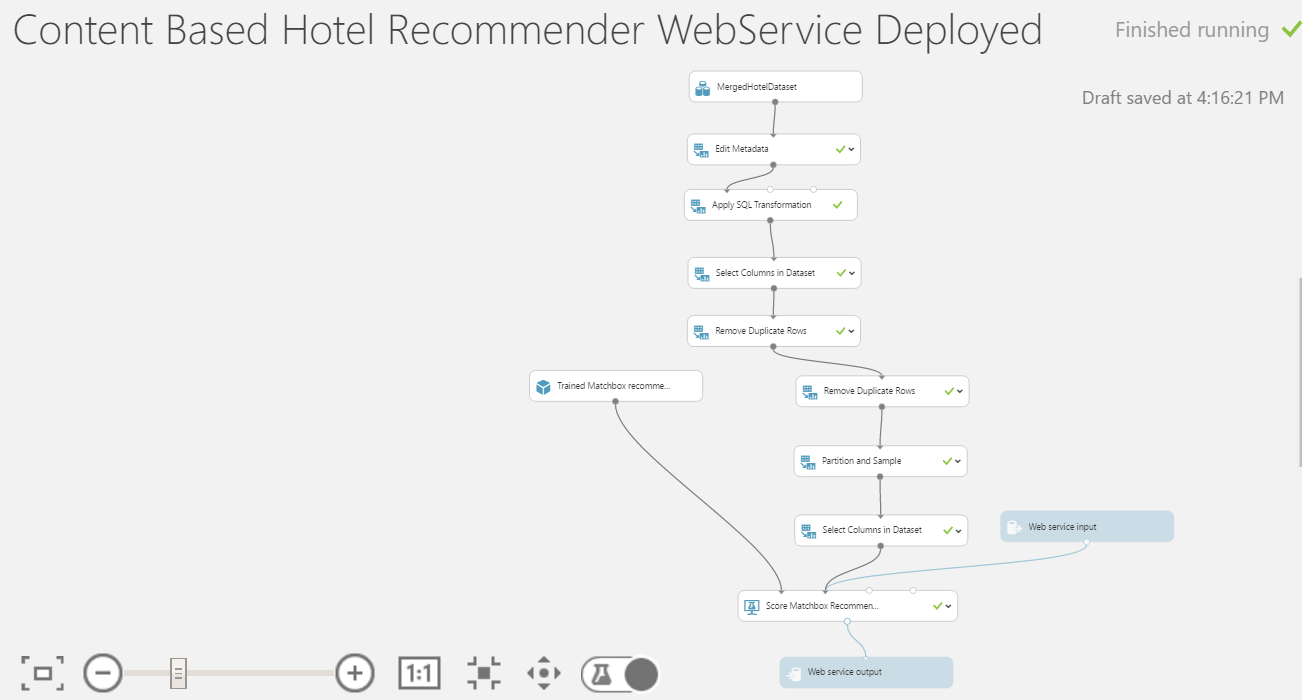 Content Based Hotel Recommender WebService Deployed
Finished running
Draft saved at 4:16:21 PM
MergedHotelDataset
Edit Metadata
Apply SQL Transformation
Select Columns in Dataset
Remove Duplicate Rows
Trained Matchbox recomme...
Remove Duplicate Rows
Partition and Sample
Select Columns in Dataset
Web service input
Score Matchbox Recommen...
Web service output
1:1